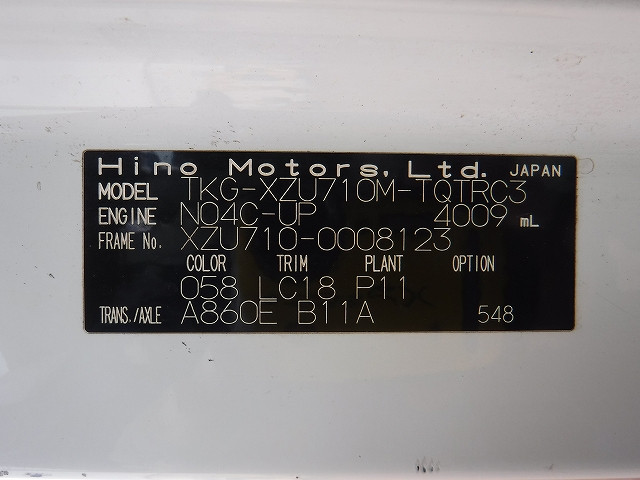 Hino Motors, Ltd. JAPAN
MODEL TKG-XZU710M-TQTRC3
ENGINE N04C-UP 4009 mL
FRAME No. XZU710-0008123
COLOR TRIM PLANT OPTION
058 LC18 P11
TRANS./AXLE A860E B11A 548